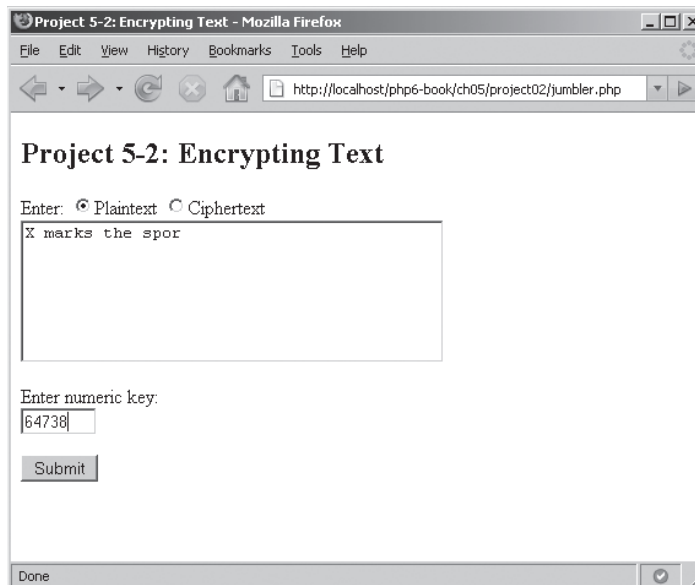 Project 5-2: Encrypting Text - Mozilla Firefox
File Edit View History Bookmarks Tools Help
http://localhost/php6-book/ch05/project02/jumbler.php
Project 5-2: Encrypting Text
Enter: Plaintext Ciphertext
X marks the spor
Enter numeric key:
64738
Submit
Done